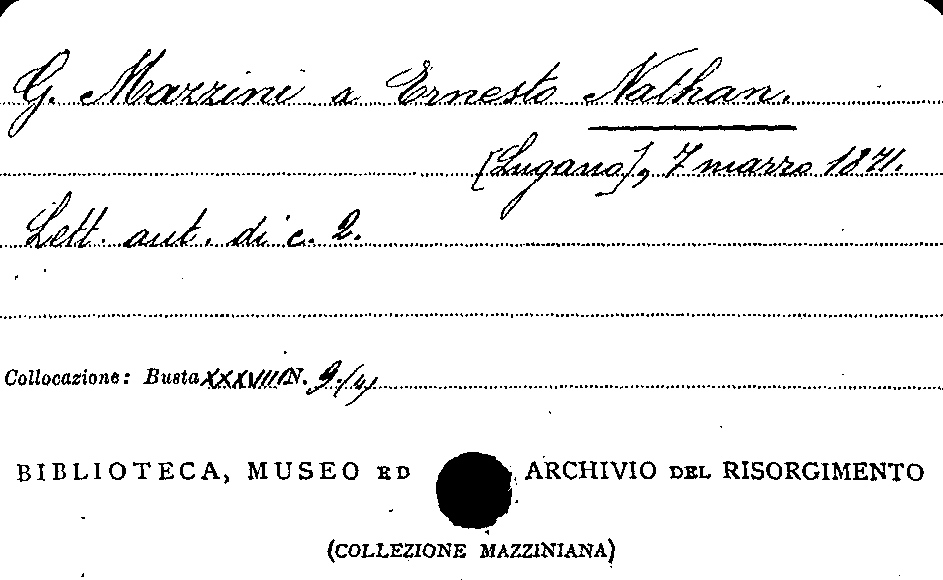 G. Mazzini a Ernesto Nathan.
[Lugano], 7 marzo 1871.
Lett. aut. di c. 2.
Collocazione: Busta XXXVIII N. 9/(4)
BIBLIOTECA, MUSEO ED ARCHIVIO DEL RISORGIMENTO
(COLLEZIONE MAZZINIANA)